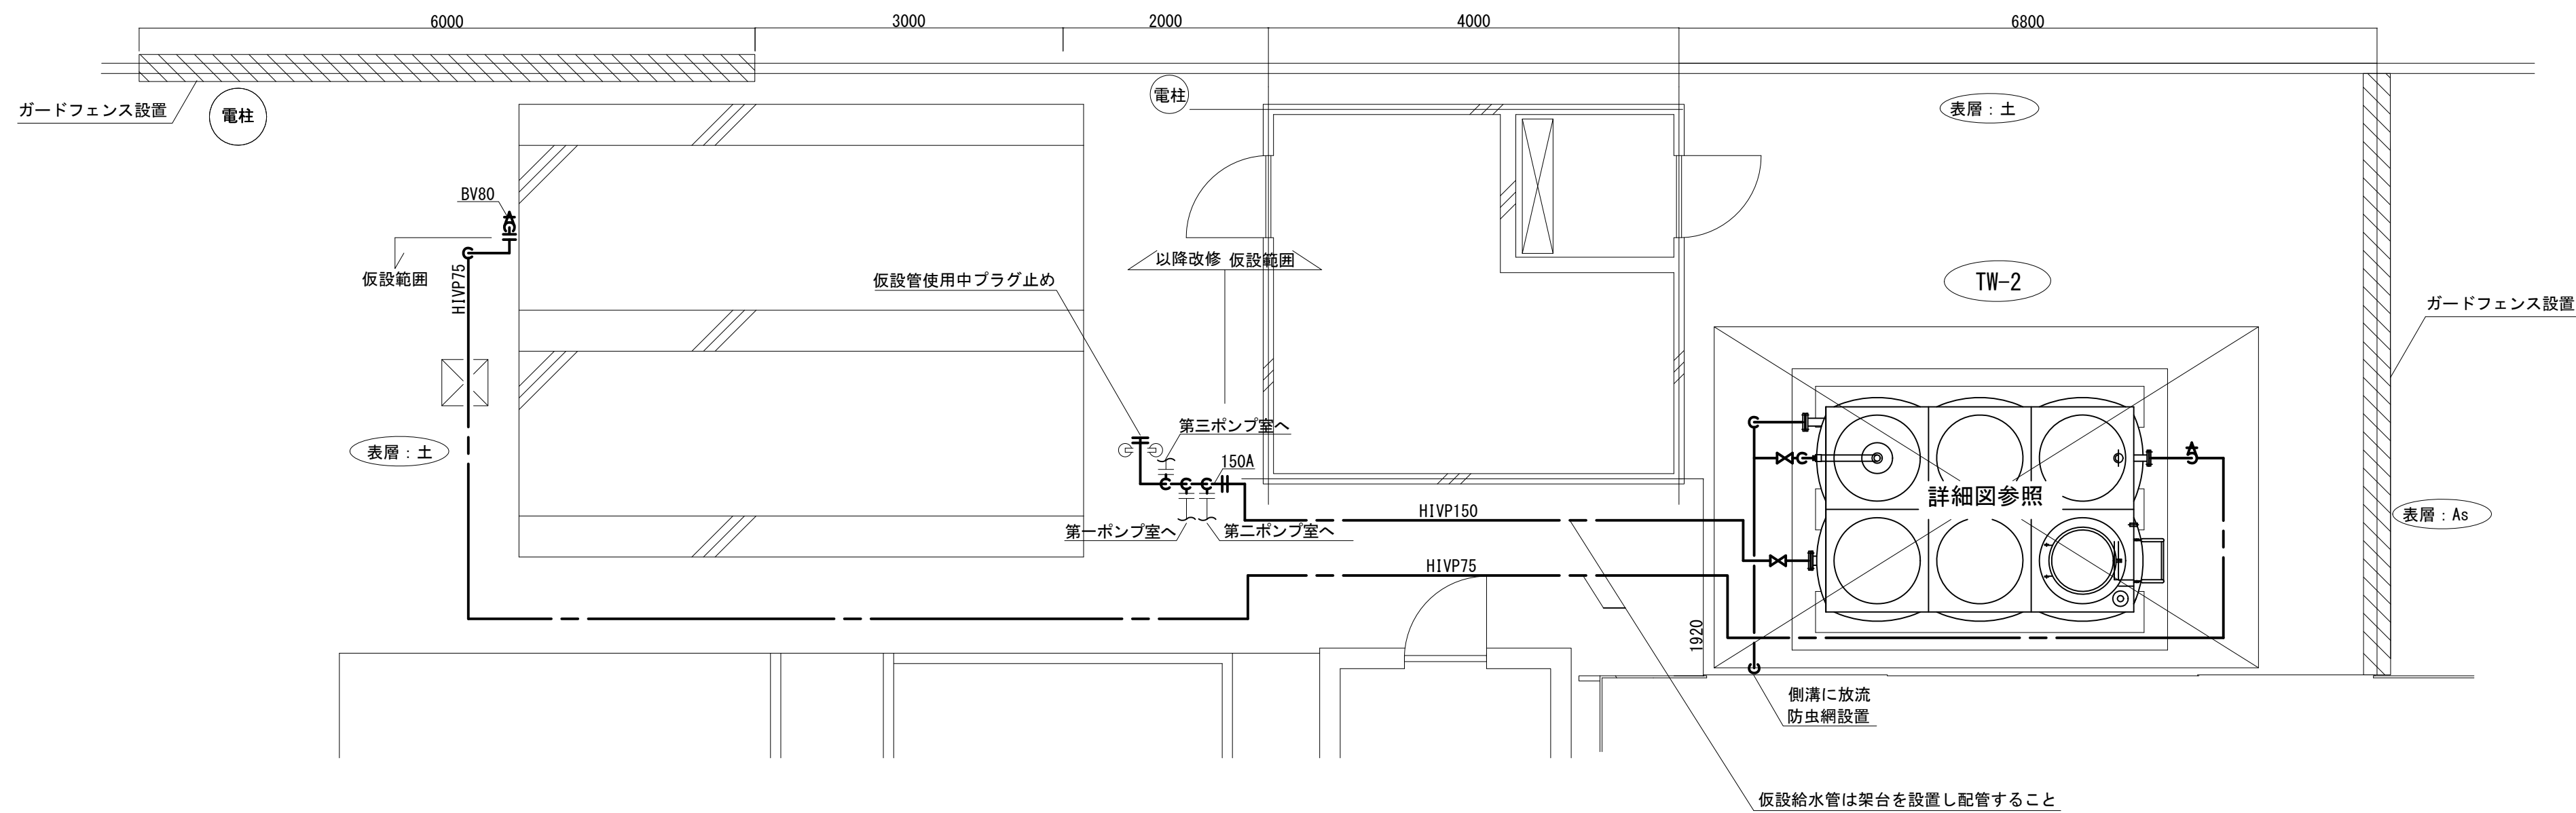 6000
3000
2000
4000
6800
ガードフェンス設置
電柱
電柱
表層：土
BV80
仮設範囲
HIVP75
以降改修
仮設範囲
仮設管使用中プラグ止め
TW-2
ガードフェンス設置
表層：土
第三ポンプ室へ
150A
第一ポンプ室へ
第二ポンプ室へ
HIVP150
HIVP75
詳細図参照
表層：As
1920
側溝に放流
防虫網設置
仮設給水管は架台を設置し配管すること